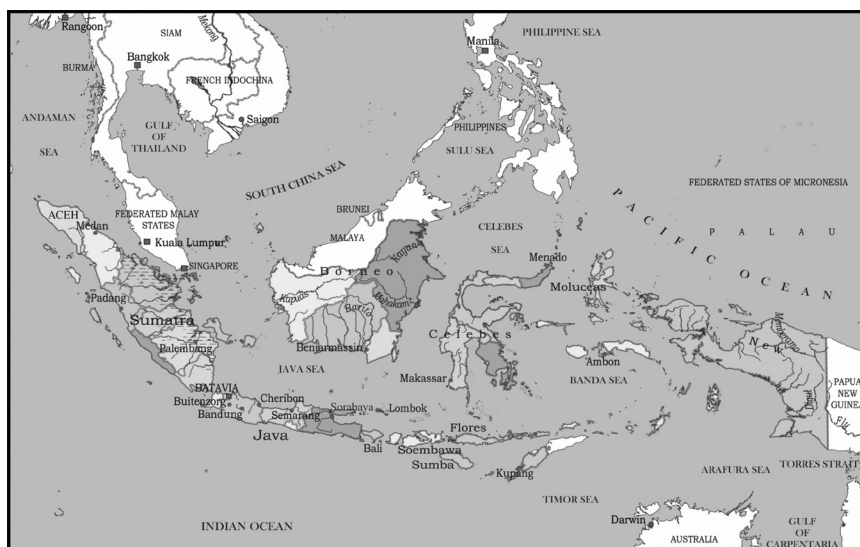 Rangoon
SIAM
Mekong
Manila
PHILIPPINE SEA
Bangkok
BURMA
FRENCH INDOCHINA
ANDAMAN
SEA
GULF
OF
THAILAND
Saigon
PHILIPPINES
SULU SEA
SOUTH CHINA SEA
FEDERATED STATES OF MICRONESIA
PACIFIC OCEAN
PALAU
ACEH
Medan
FEDERATED MALAY
STATES
Kuala Lumpur
SINGAPORE
BRUNEI
MALAYA
CELEBES
SEA
Kayan
Borneo
Menado
Moluccas
Kapuas
Mahakam
Barito
Padang
Sumatra
Palembang
Celebes
New
Benjarmassin
JAVA SEA
Makassar
Ambon
BANDA SEA
PAPUA
NEW
GUINEA
Fly
BATAVIA
Buitenzorg
Bandung
Cheribon
Semarang
Sorabaya
Lombok
Java
Bali
Flores
Soembawa
Sumba
Kupang
ARAFURA SEA
TORRES STRAIT
TIMOR SEA
INDIAN OCEAN
Darwin
AUSTRALIA
GULF
OF
CARPENTARIA